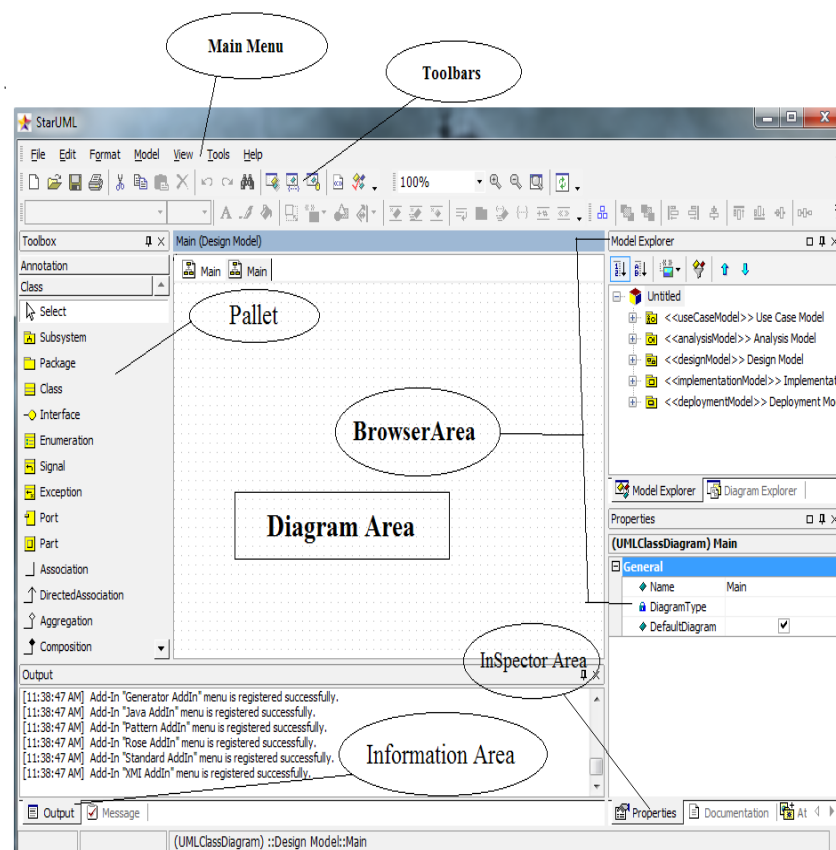 Main Menu
Toolbars
StarUML
File Edit Format Model View Tools Help
100%
Toolbox
Main (Design Model)
Model Explorer
Annotation
Class
Main Main
Select
Subsystem
Package
Class
Interface
Enumeration
Signal
Exception
Port
Part
Association
DirectedAssociation
Aggregation
Composition
Pallet
BrowserArea
Diagram Area
Untitled
<<useCaseModel>> Use Case Model
<<analysisModel>> Analysis Model
<<designModel>> Design Model
<<implementationModel>> Implementat
<<deploymentModel>> Deployment Mo
Model Explorer Diagram Explorer
Properties
(UMLClassDiagram) Main
General
Name Main
DiagramType
DefaultDiagram
InSpector Area
Output
[11:38:47 AM] Add-In "Generator AddIn" menu is registered successfully.
[11:38:47 AM] Add-In "Java AddIn" menu is registered successfully.
[11:38:47 AM] Add-In "Pattern AddIn" menu is registered successfully.
[11:38:47 AM] Add-In "Rose AddIn" menu is registered successfully.
[11:38:47 AM] Add-In "Standard AddIn" menu is registered successfully.
[11:38:47 AM] Add-In "XMI AddIn" menu is registered successfully.
Information Area
Output Message
Properties Documentation At
(UMLClassDiagram) ::Design Model::Main